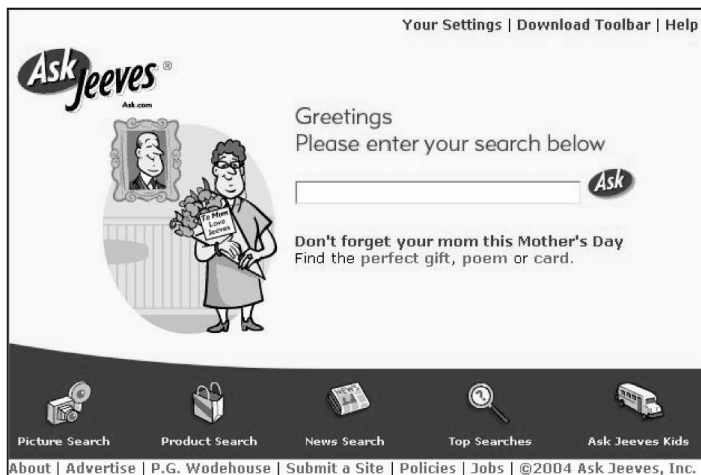 Your Settings | Download Toolbar | Help
Ask Jeeves ®
Ask.com
Greetings
Please enter your search below
Ask
To Mom
Love
Jeeves
Don't forget your mom this Mother's Day
Find the perfect gift, poem or card.
Picture Search
Product Search
NEWS
News Search
?
Top Searches
Ask Jeeves Kids
About | Advertise | P.G. Wodehouse | Submit a Site | Policies | Jobs | ©2004 Ask Jeeves, Inc.